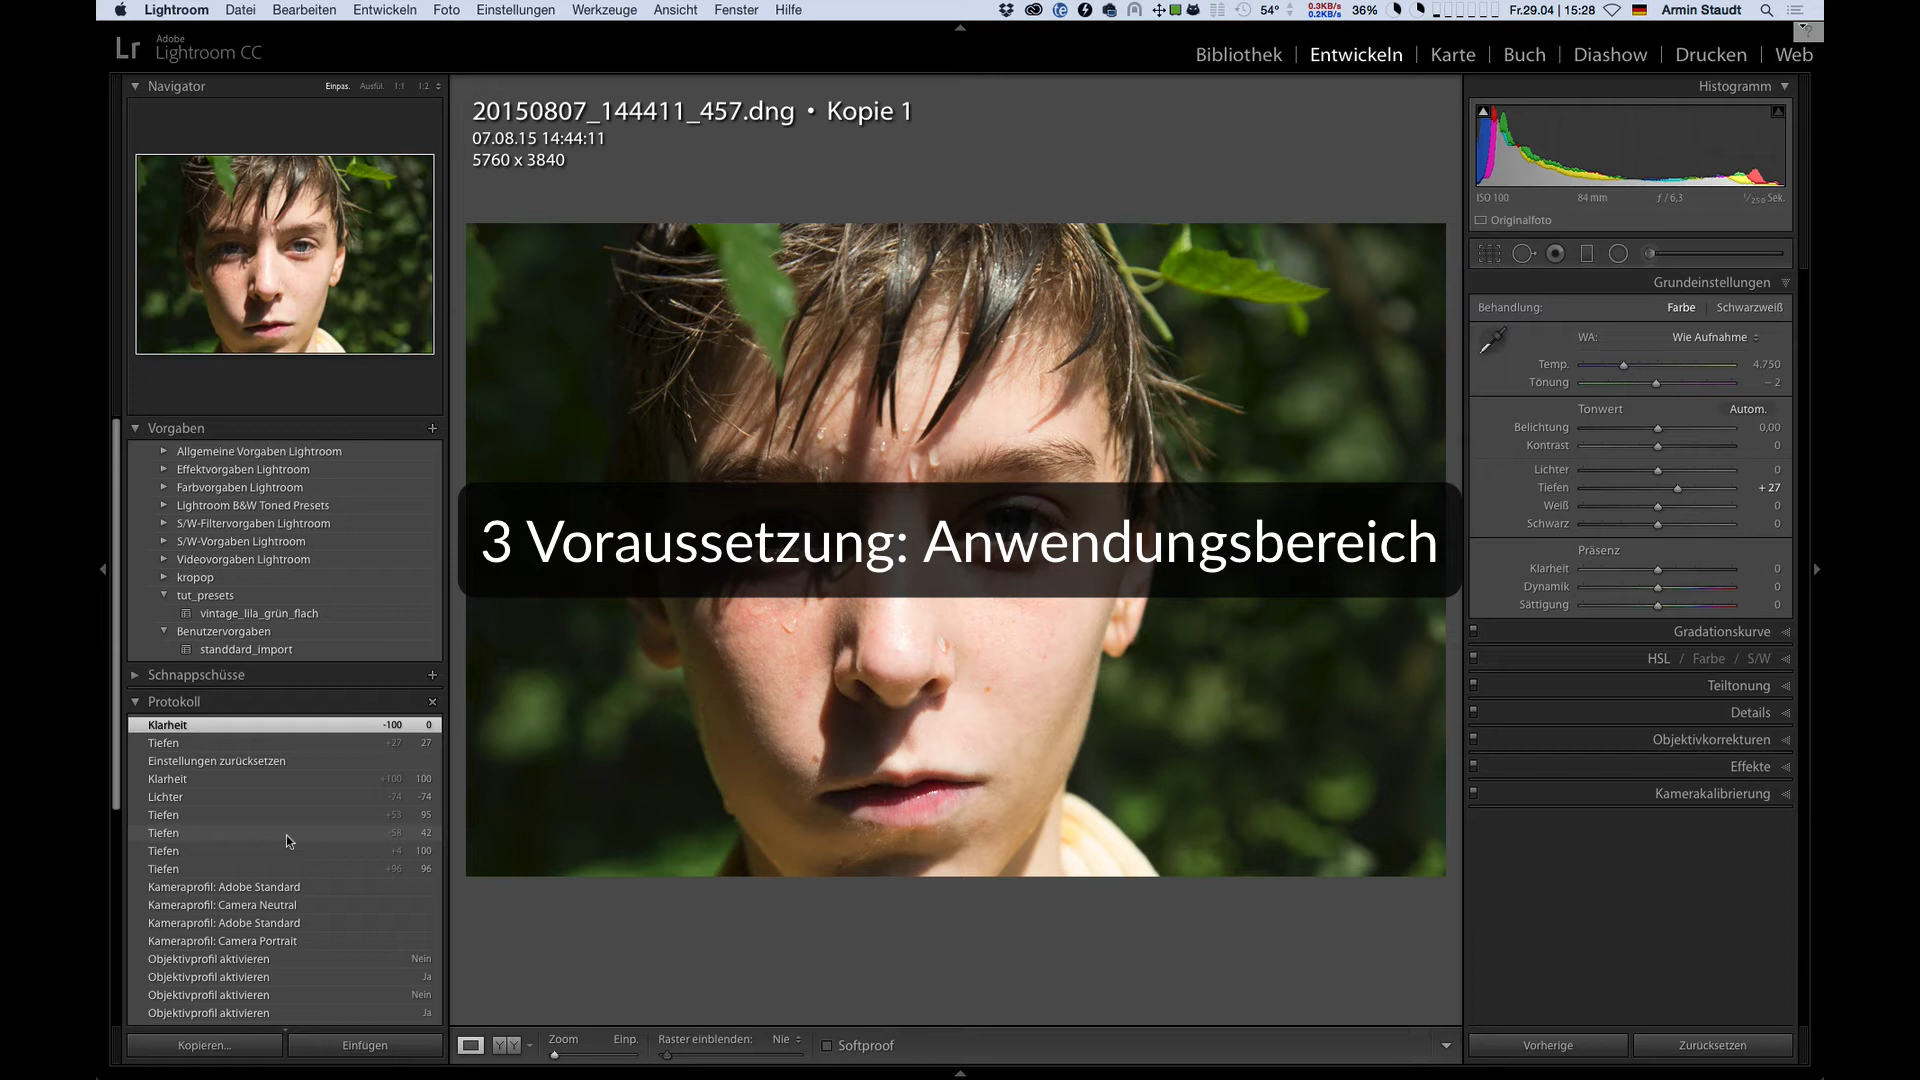 Lightroom Datei Bearbeiten Entwickeln Foto Einstellungen Werkzeuge Ansicht Fenster Hilfe 54° 0.3KB/s 0.2KB/s 36% Fr.29.04 | 15:28 Armin Staudt
Lr Adobe Lightroom CC
Bibliothek | Entwickeln | Karte | Buch | Diashow | Drucken | Web
Navigator Einpas. Ausfül. 1:1 1:2
Vorgaben
Allgemeine Vorgaben Lightroom
Effektvorgaben Lightroom
Farbvorgaben Lightroom
Lightroom B&W Toned Presets
S/W-Filtervorgaben Lightroom
S/W-Vorgaben Lightroom
Videovorgaben Lightroom
kropop
tut_presets
vintage_lila_grün_flach
Benutzervorgaben
standdard_import
Schnappschüsse
Protokoll
Klarheit -100 0
Tiefen +27 27
Einstellungen zurücksetzen
Klarheit +100 100
Lichter -74 -74
Tiefen +53 95
Tiefen -58 42
Tiefen +4 100
Tiefen +96 96
Kameraprofil: Adobe Standard
Kameraprofil: Camera Neutral
Kameraprofil: Adobe Standard
Kameraprofil: Camera Portrait
Objektivprofil aktivieren Nein
Objektivprofil aktivieren Ja
Objektivprofil aktivieren Nein
Objektivprofil aktivieren Ja
Kopieren... Einfügen
20150807_144411_457.dng • Kopie 1
07.08.15 14:44:11
5760 x 3840
3 Voraussetzung: Anwendungsbereich
Zoom Einp. Raster einblenden: Nie Softproof
Histogramm
ISO 100 84 mm ƒ / 6,3 1/250 Sek.
Originalfoto
Grundeinstellungen
Behandlung: Farbe | Schwarzweiß
WA: Wie Aufnahme
Temp. 4.750
Tönung – 2
Tonwert Autom.
Belichtung 0,00
Kontrast 0
Lichter 0
Tiefen + 27
Weiß 0
Schwarz 0
Präsenz
Klarheit 0
Dynamik 0
Sättigung 0
Gradationskurve
HSL / Farbe / S/W
Teiltonung
Details
Objektivkorrekturen
Effekte
Kamerakalibrierung
Vorherige Zurücksetzen